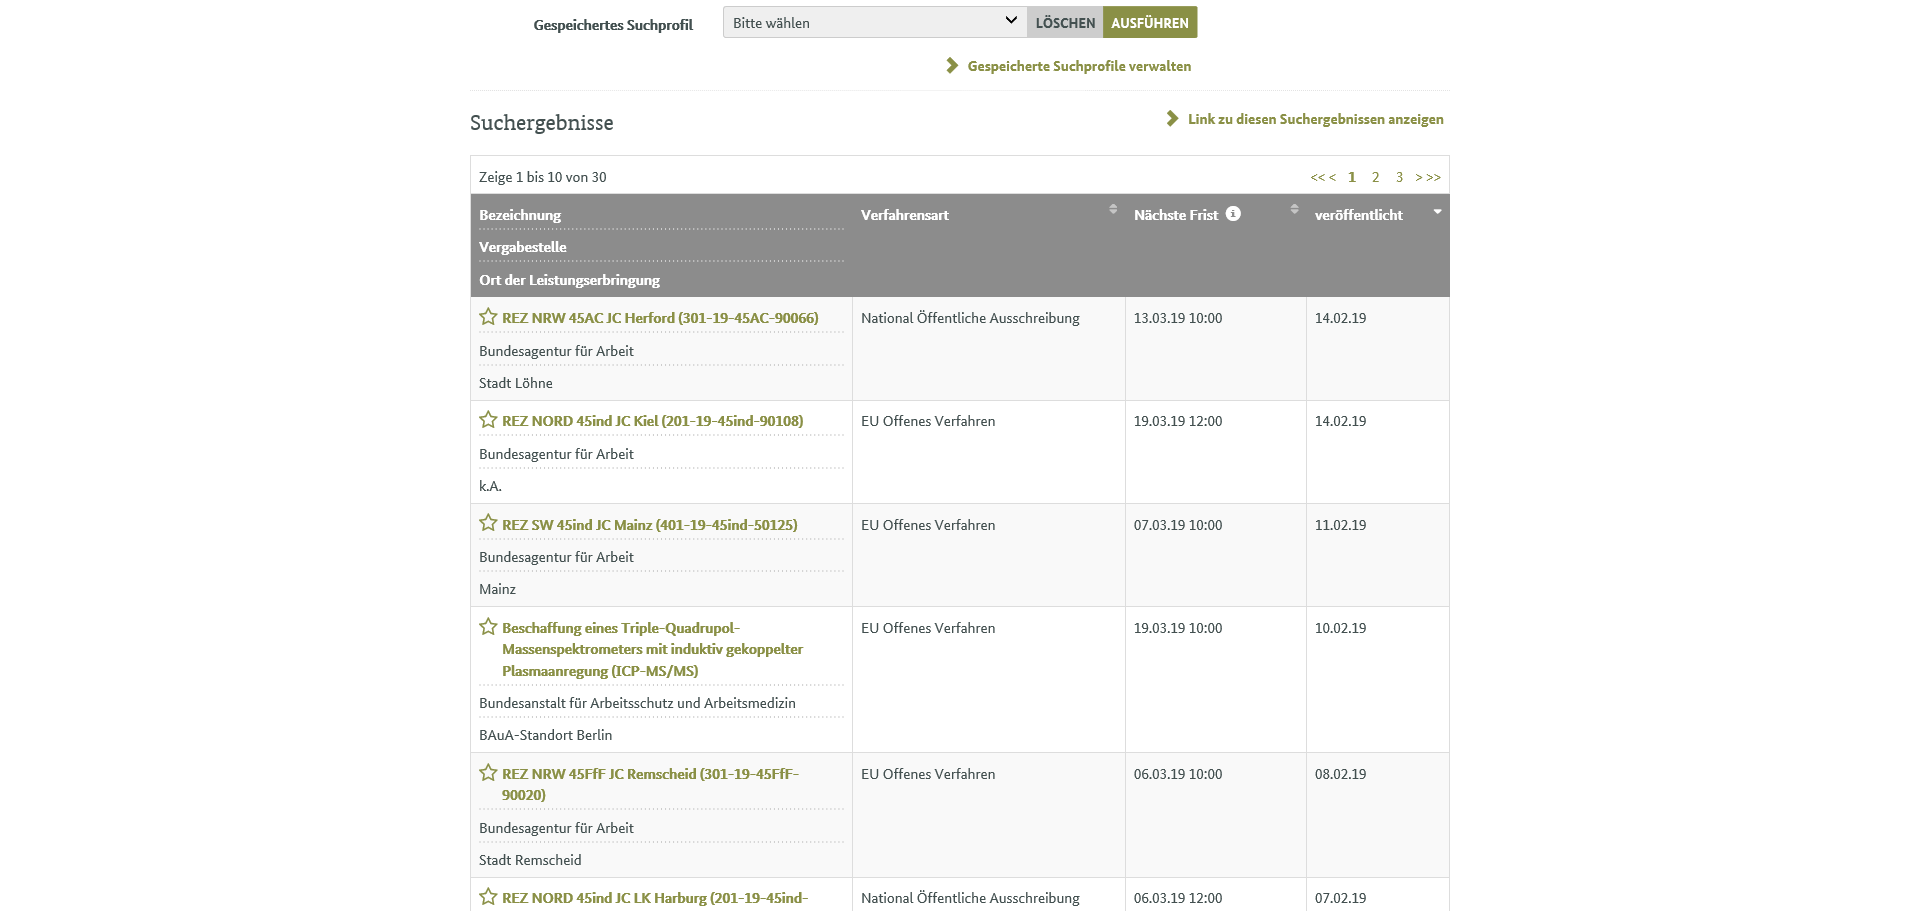 Gespeichertes Suchprofil
Bitte wählen
LÖSCHEN
AUSFÜHREN
Gespeicherte Suchprofile verwalten
Suchergebnisse
Link zu diesen Suchergebnissen anzeigen
Zeige 1 bis 10 von 30
<< < 1 2 3 > >>
Bezeichnung
Vergabestelle
Ort der Leistungserbringung
Verfahrensart
Nächste Frist
veröffentlicht
REZ NRW 45AC JC Herford (301-19-45AC-90066)
Bundesagentur für Arbeit
Stadt Löhne
National Öffentliche Ausschreibung
13.03.19 10:00
14.02.19
REZ NORD 45ind JC Kiel (201-19-45ind-90108)
Bundesagentur für Arbeit
k.A.
EU Offenes Verfahren
19.03.19 12:00
14.02.19
REZ SW 45ind JC Mainz (401-19-45ind-50125)
Bundesagentur für Arbeit
Mainz
EU Offenes Verfahren
07.03.19 10:00
11.02.19
Beschaffung eines Triple-Quadrupol-
Massenspektrometers mit induktiv gekoppelter
Plasmaanregung (ICP-MS/MS)
Bundesanstalt für Arbeitsschutz und Arbeitsmedizin
BAuA-Standort Berlin
EU Offenes Verfahren
19.03.19 10:00
10.02.19
REZ NRW 45FfF JC Remscheid (301-19-45FfF-
90020)
Bundesagentur für Arbeit
Stadt Remscheid
EU Offenes Verfahren
06.03.19 10:00
08.02.19
REZ NORD 45ind JC LK Harburg (201-19-45ind-
National Öffentliche Ausschreibung
06.03.19 12:00
07.02.19